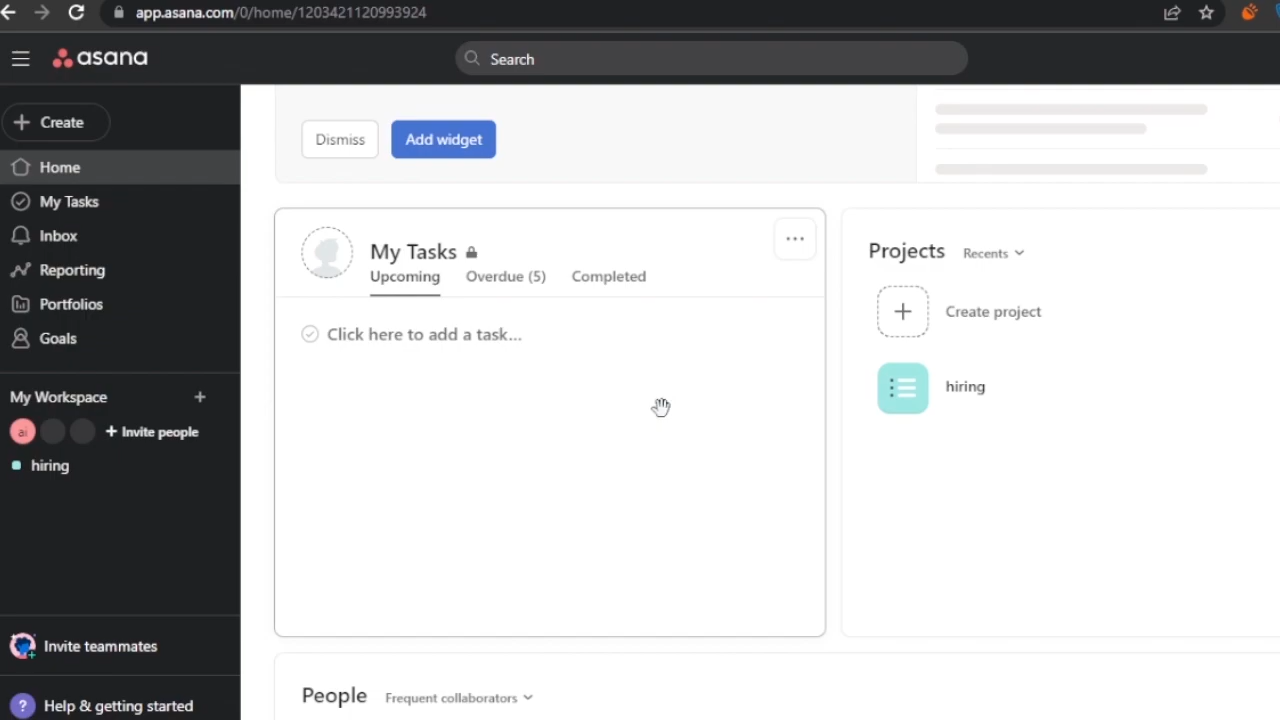 app.asana.com/0/home/1203421120993924
asana
Search
Create
Home
My Tasks
Inbox
Reporting
Portfolios
Goals
My Workspace
ai
Invite people
hiring
Invite teammates
? Help & getting started
Dismiss
Add widget
My Tasks
Upcoming
Overdue (5)
Completed
Click here to add a task...
Projects
Recents
Create project
hiring
People
Frequent collaborators